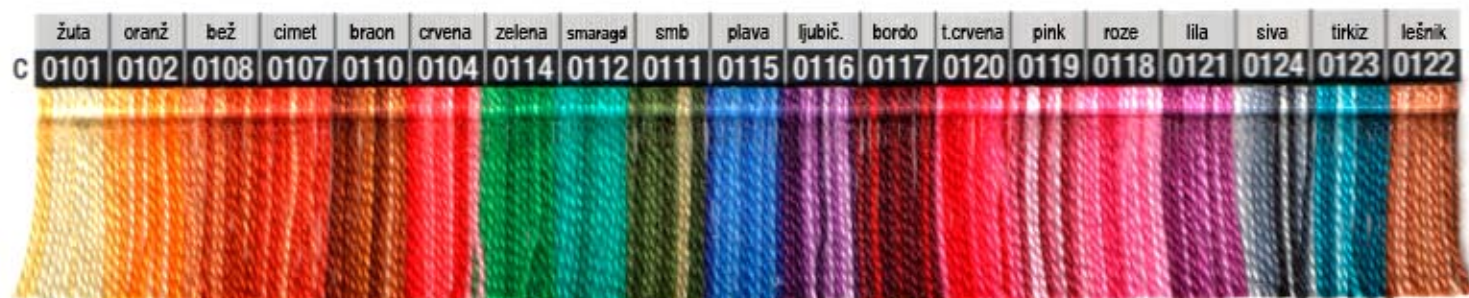 žuta oranž bež cimet braon crvena zelena smaragd smb plava ljubič. bordo t.crvena pink roze lila siva tirkiz lešnik
C 0101 0102 0108 0107 0110 0104 0114 0112 0111 0115 0116 0117 0120 0119 0118 0121 0124 0123 0122